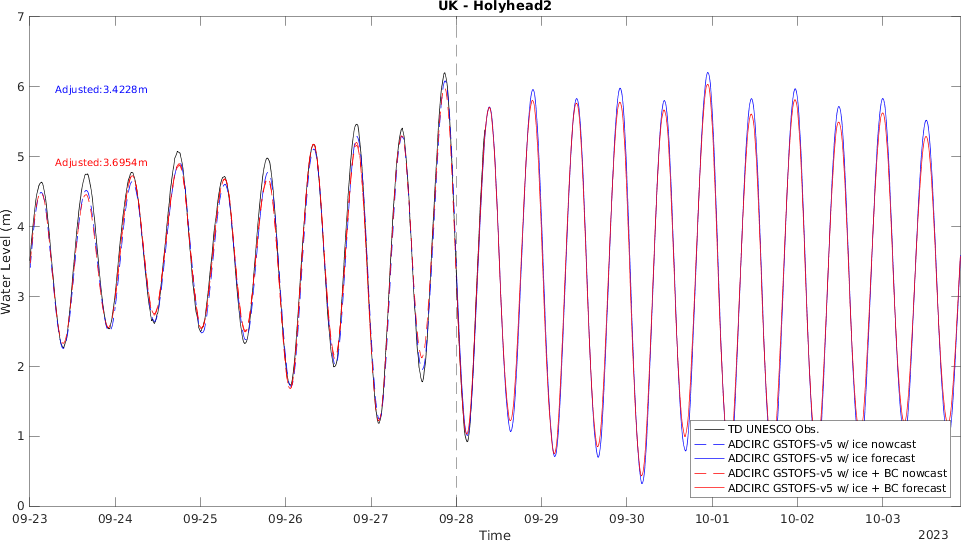 UK - Holyhead2
7
6
5
4
3
2
1
0
Water Level (m)
Adjusted:3.4228m
Adjusted:3.6954m
TD UNESCO Obs.
ADCIRC GSTOFS-v5 w/ ice nowcast
ADCIRC GSTOFS-v5 w/ ice forecast
ADCIRC GSTOFS-v5 w/ ice + BC nowcast
ADCIRC GSTOFS-v5 w/ ice + BC forecast
09-23 09-24 09-25 09-26 09-27 09-28 09-29 09-30 10-01 10-02 10-03
Time
2023